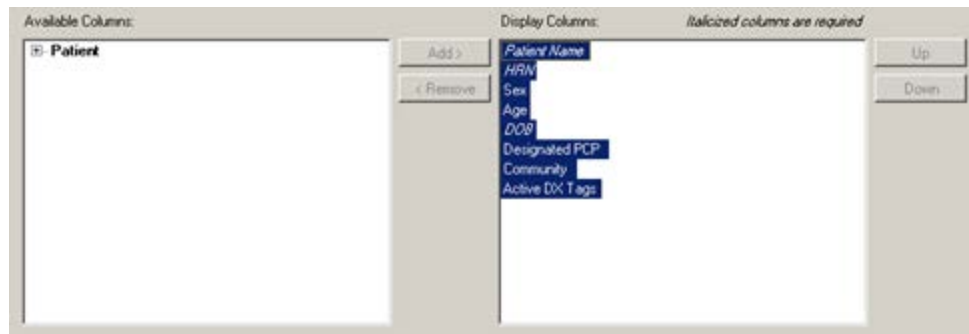 Available Columns: Display Columns: Italicized columns are required
Patient
Add >
< Remove
Patient Name
HRN
Sex
Age
DOB
Designated PCP
Community
Active DX Tags
Up
Down